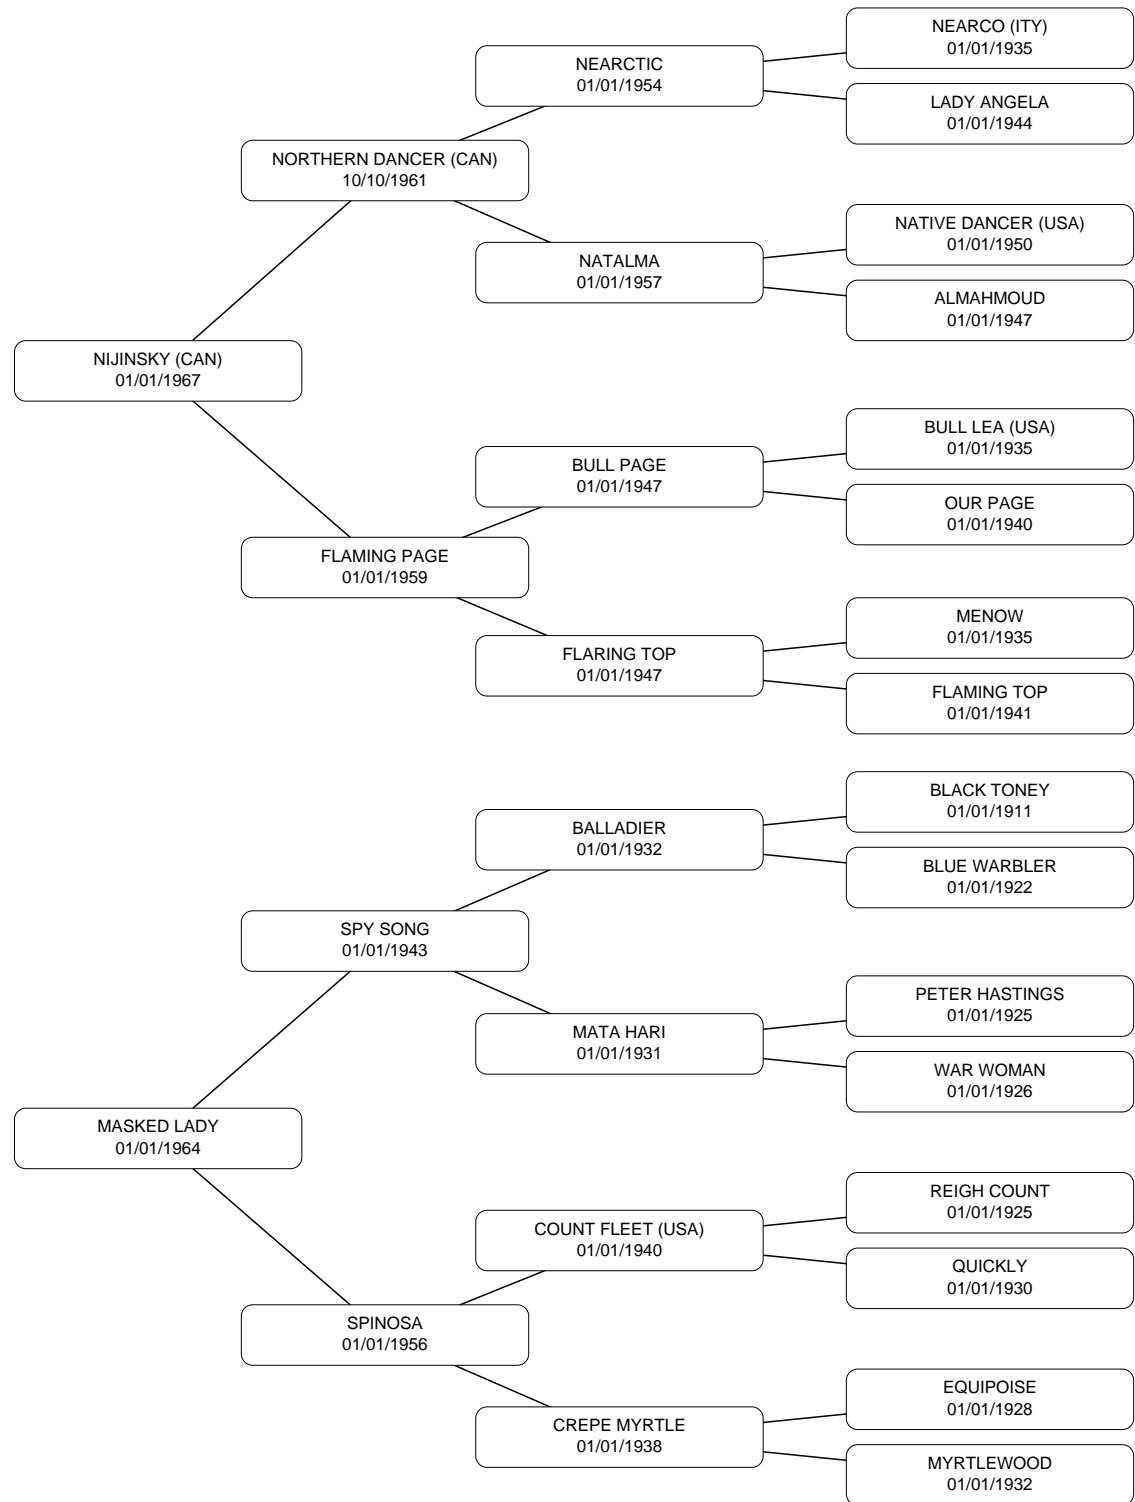 NEARCO (ITY)
01/01/1935
NEARCTIC
01/01/1954
LADY ANGELA
01/01/1944
NORTHERN DANCER (CAN)
10/10/1961
NATIVE DANCER (USA)
01/01/1950
NATALMA
01/01/1957
ALMAHMOUD
01/01/1947
NIJINSKY (CAN)
01/01/1967
BULL LEA (USA)
01/01/1935
BULL PAGE
01/01/1947
OUR PAGE
01/01/1940
FLAMING PAGE
01/01/1959
MENOW
01/01/1935
FLARING TOP
01/01/1947
FLAMING TOP
01/01/1941
BLACK TONEY
01/01/1911
BALLADIER
01/01/1932
BLUE WARBLER
01/01/1922
SPY SONG
01/01/1943
PETER HASTINGS
01/01/1925
MATA HARI
01/01/1931
WAR WOMAN
01/01/1926
MASKED LADY
01/01/1964
REIGH COUNT
01/01/1925
COUNT FLEET (USA)
01/01/1940
QUICKLY
01/01/1930
SPINOSA
01/01/1956
EQUIPOISE
01/01/1928
CREPE MYRTLE
01/01/1938
MYRTLEWOOD
01/01/1932